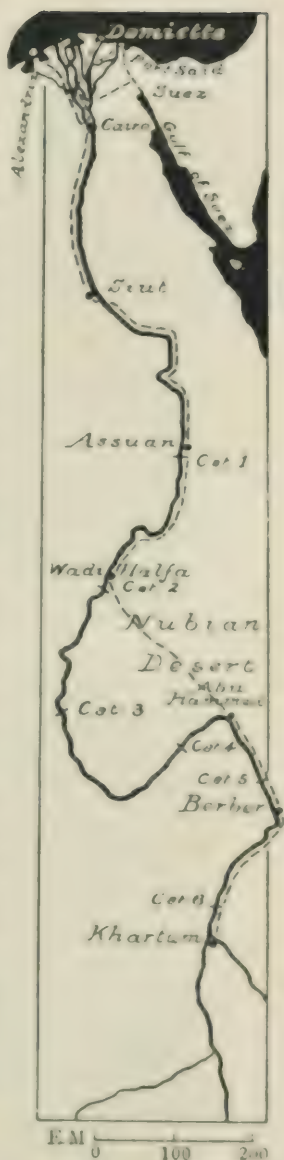 Damietta
Port Said
Alexandria
Suez
Cairo
Gulf of Suez
Siut
Assuan
Cat 1
Wadi Halfa
Cat 2
Nubian
Desert
Abu
Hammed
Cat 3
Cat 4
Cat 5
Berber
Cat 6
Khartum
E.M 0 100 200